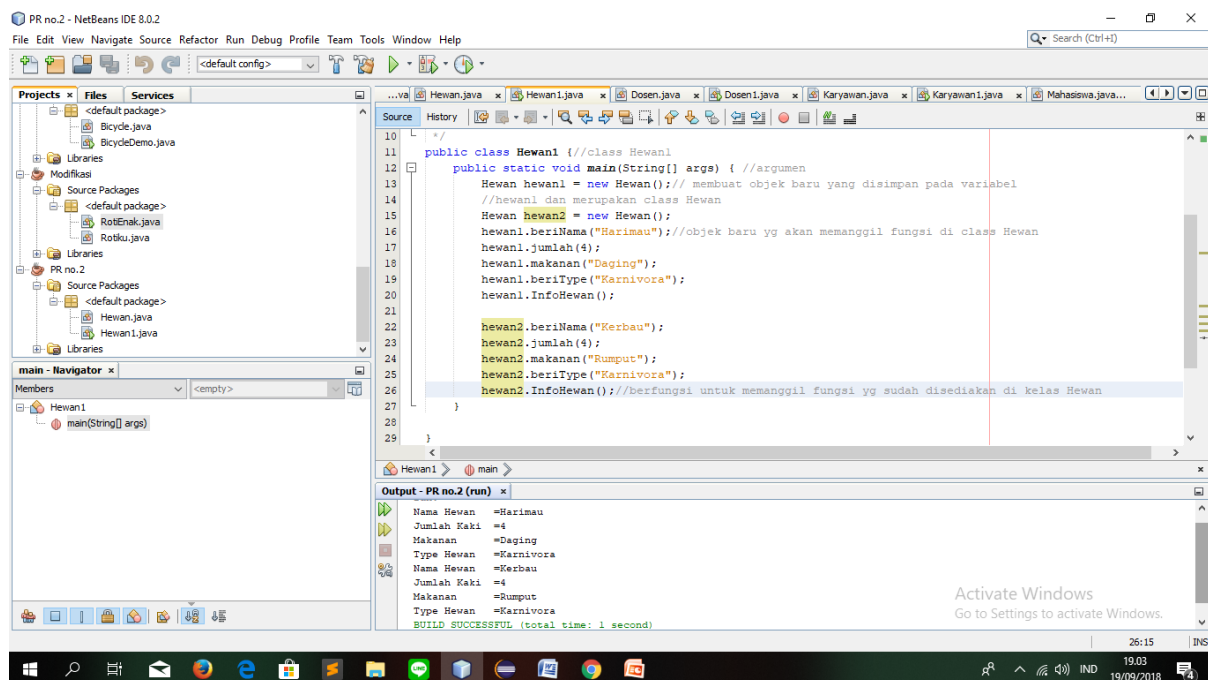 PR no.2 - NetBeans IDE 8.0.2
File Edit View Navigate Source Refactor Run Debug Profile Team Tools Window Help
Search (Ctrl+I)
<default config>
Projects Files Services
<default package>
Bicycle.java
BicycleDemo.java
Libraries
Modifikasi
Source Packages
<default package>
RotiEnak.java
Rotiku.java
Libraries
PR no.2
Source Packages
<default package>
Hewan.java
Hewan1.java
Libraries
main - Navigator
Members <empty>
Hewan1
main(String[] args)
...va Hewan.java Hewan1.java Dosen.java Dosen1.java Karyawan.java Karyawan1.java Mahasiswa.java...
Source History
10 */
11 public class Hewan1 {//class Hewan1
12 public static void main(String[] args) { //argumen
13 Hewan hewan1 = new Hewan();// membuat objek baru yang disimpan pada variabel
14 //hewan1 dan merupakan class Hewan
15 Hewan hewan2 = new Hewan();
16 hewan1.beriNama("Harimau");//objek baru yg akan memanggil fungsi di class Hewan
17 hewan1.jumlah(4);
18 hewan1.makanan("Daging");
19 hewan1.beriType("Karnivora");
20 hewan1.InfoHewan();
21
22 hewan2.beriNama("Kerbau");
23 hewan2.jumlah(4);
24 hewan2.makanan("Rumput");
25 hewan2.beriType("Karnivora");
26 hewan2.InfoHewan();//berfungsi untuk memanggil fungsi yg sudah disediakan di kelas Hewan
27 }
28
29 }
Hewan1 main
Output - PR no.2 (run)
Nama Hewan =Harimau
Jumlah Kaki =4
Makanan =Daging
Type Hewan =Karnivora
Nama Hewan =Kerbau
Jumlah Kaki =4
Makanan =Rumput
Type Hewan =Karnivora
BUILD SUCCESSFUL (total time: 1 second)
Activate Windows
Go to Settings to activate Windows.
26:15 INS
LINE
IND
19.03
19/09/2018
4